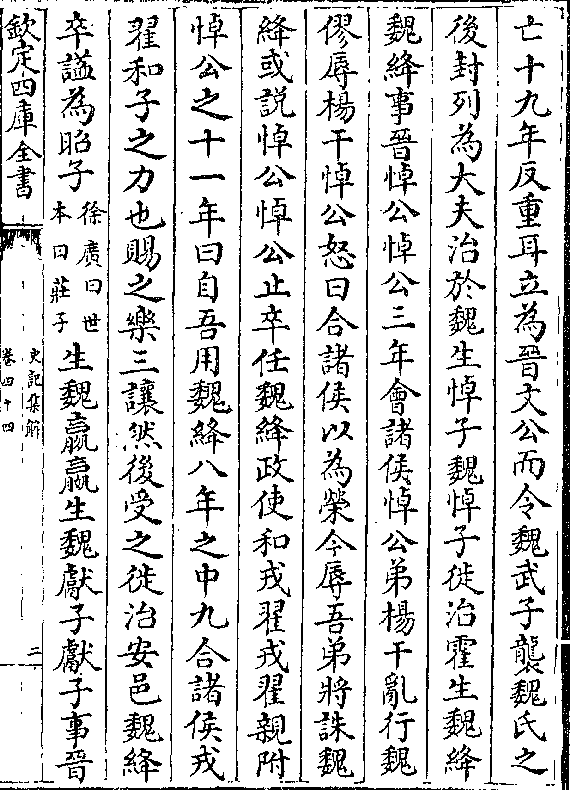 亡十九年反重耳立為晉文公而令魏武子襲魏氏之
後封列為大夫治於魏生悼子魏悼子徙治霍生魏絳
魏絳事晉悼公悼公三年會諸侯悼公弟楊干亂行魏
僇辱楊干悼公怒曰合諸侯以為榮今辱吾弟將誅魏
絳或說悼公悼公止卒任魏絳政使和戎翟戎翟親附
悼公之十一年曰自吾用魏絳八年之中九合諸侯戎
翟和子之力也賜之樂三讓然後受之徙治安邑魏絳
卒諡為昭子徐廣曰世本曰莊子生魏嬴嬴生魏獻子獻子事晉
欽定四庫全書
史記集解
卷四十四
三